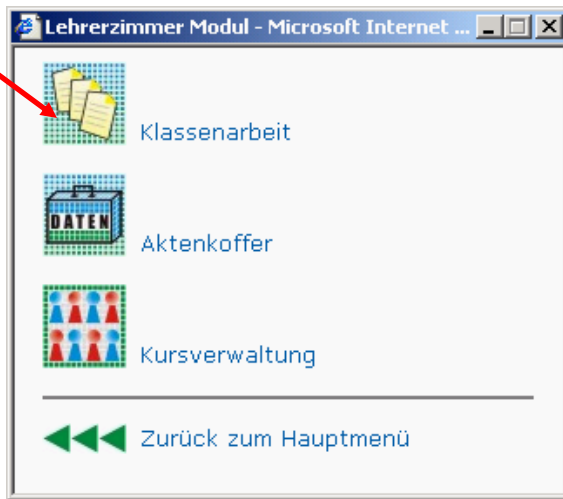 Lehrerzimmer Modul - Microsoft Internet ...
Klassenarbeit
DATEN
Aktenkoffer
Kursverwaltung
Zurück zum Hauptmenü